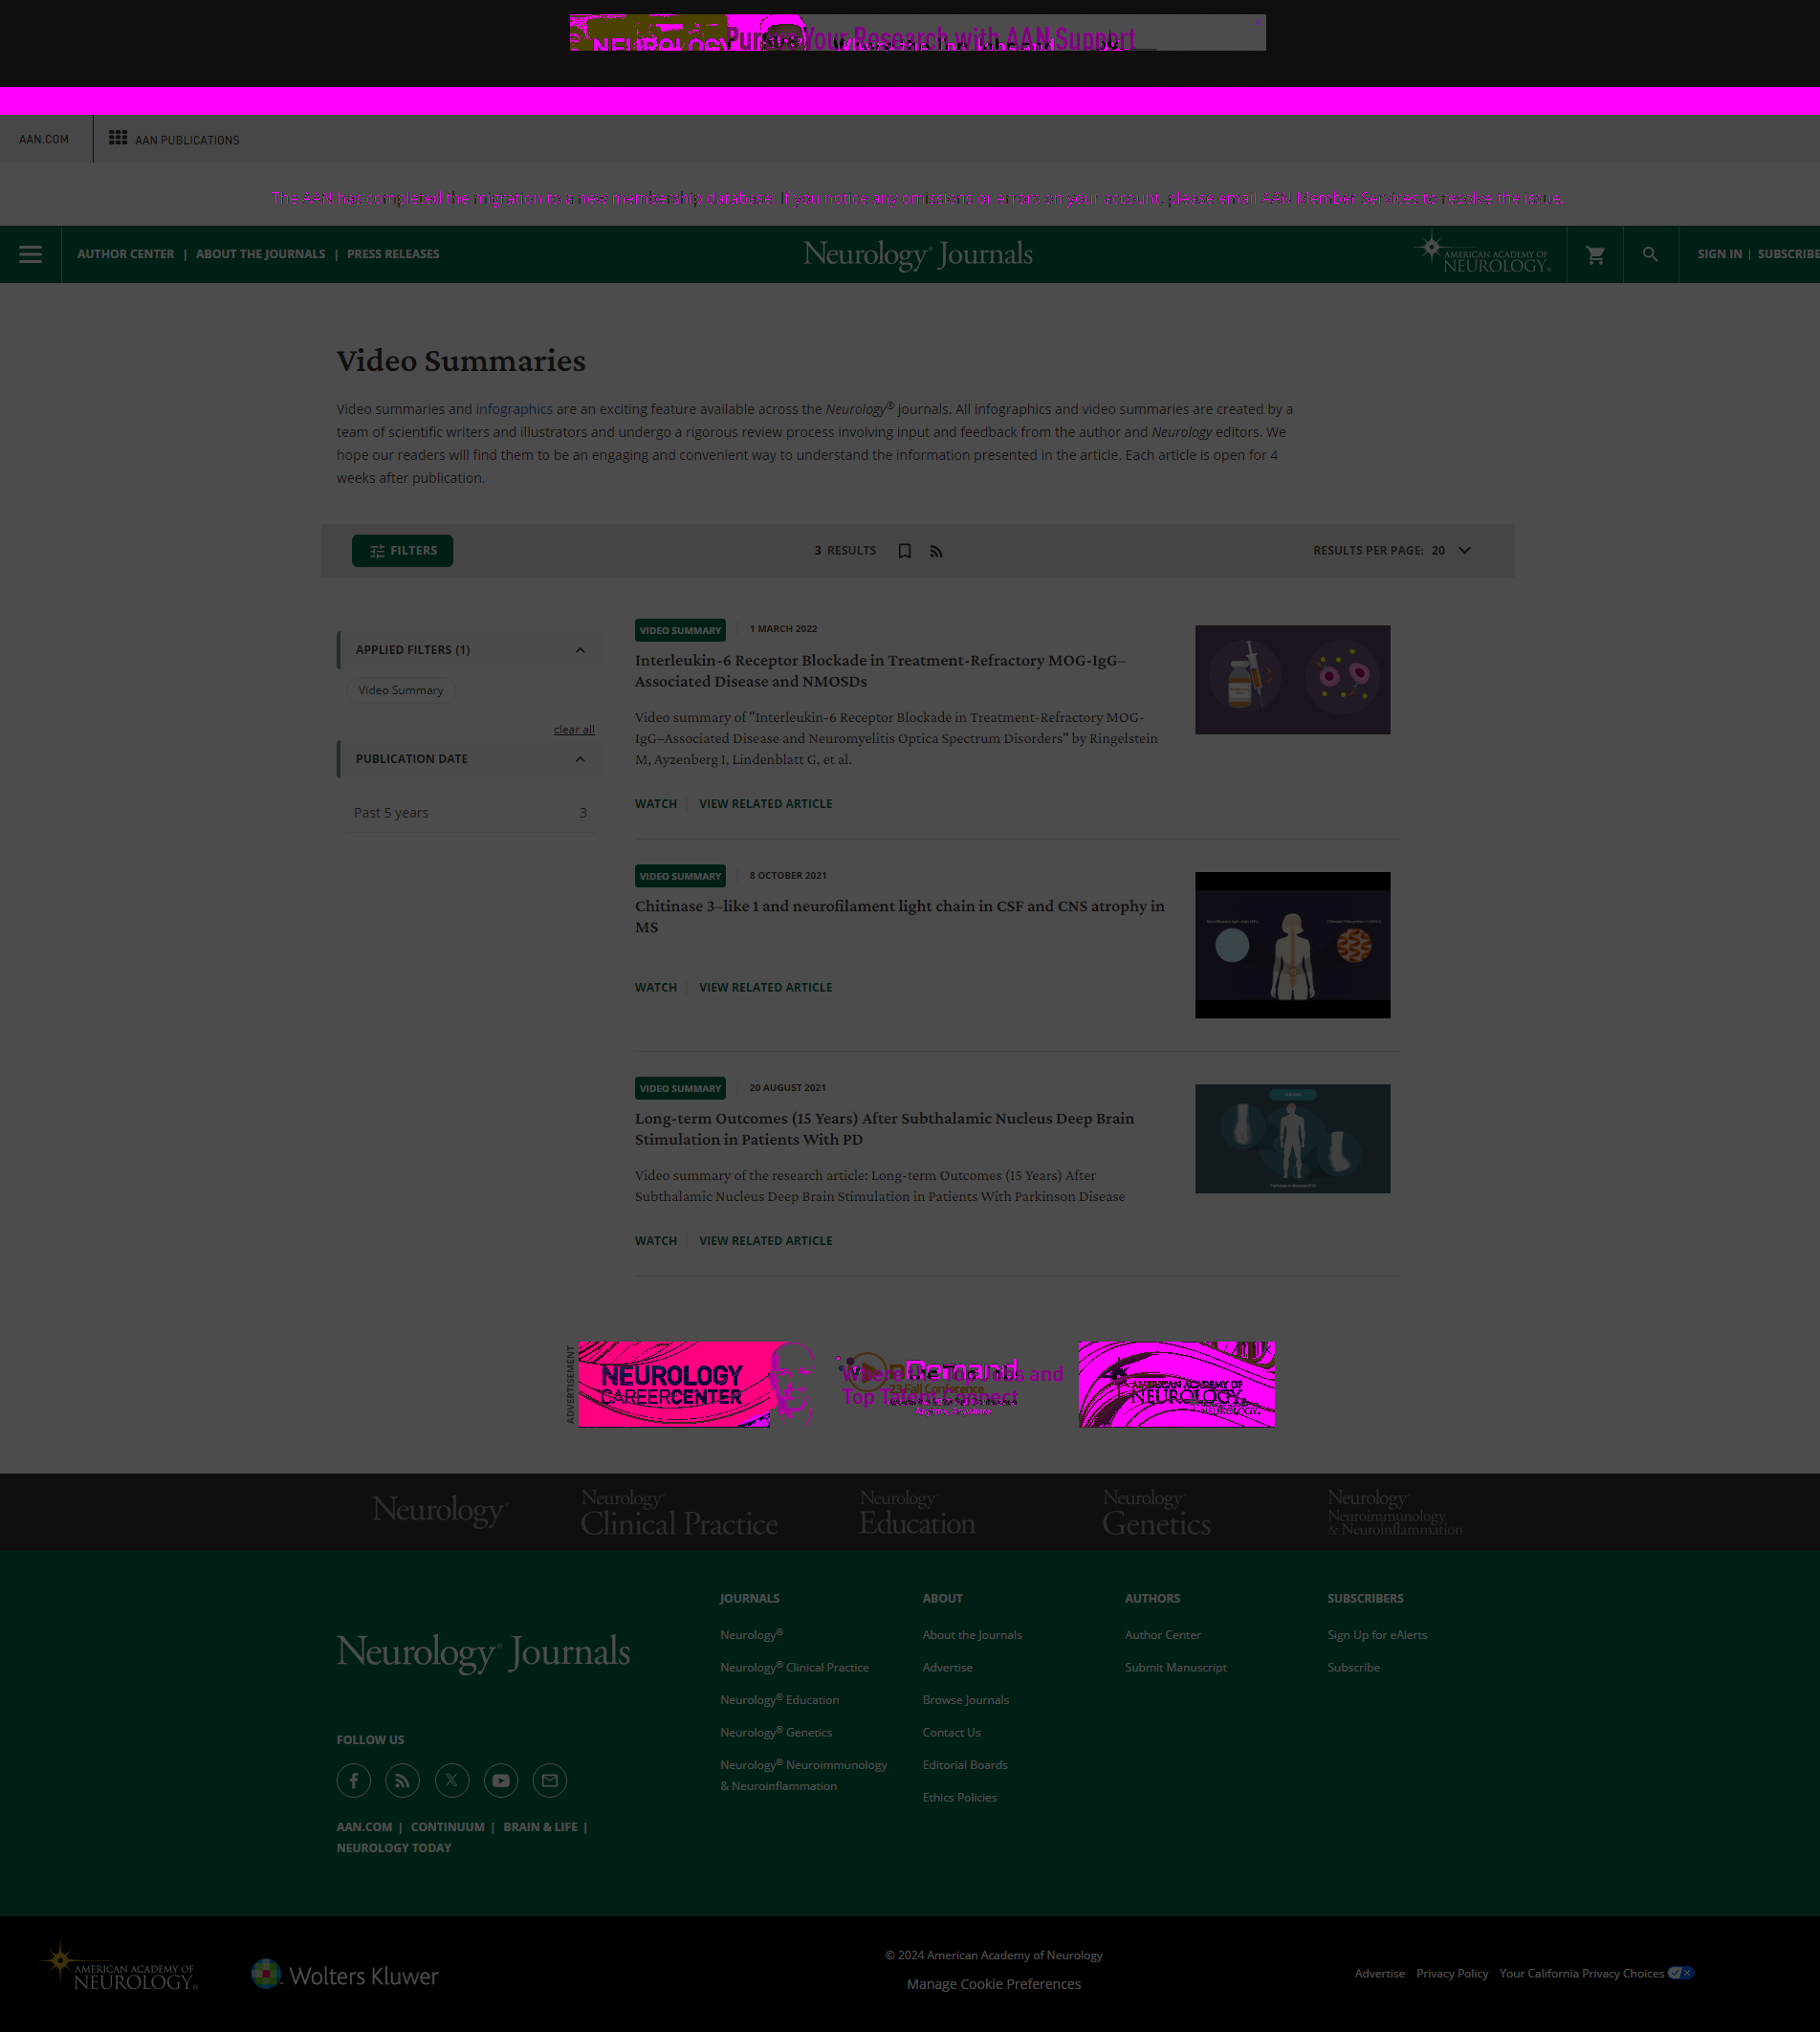 NEUROLOGY
Pursue Your Research with AAN Support
AAN.COM
AAN PUBLICATIONS
The AAN has completed the migration to a new membership database. If you notice any omissions or errors on your account, please email AAN Member Services to resolve the issue.
AUTHOR CENTER | ABOUT THE JOURNALS | PRESS RELEASES
Neurology® Journals
AMERICAN ACADEMY OF
NEUROLOGY®
SIGN IN | SUBSCRIBE
Video Summaries
Video summaries and infographics are an exciting feature available across the Neurology® journals. All infographics and video summaries are created by a
team of scientific writers and illustrators and undergo a rigorous review process involving input and feedback from the author and Neurology editors. We
hope our readers will find them to be an engaging and convenient way to understand the information presented in the article. Each article is open for 4
weeks after publication.
FILTERS
3 RESULTS
RESULTS PER PAGE: 20
APPLIED FILTERS (1)
Video Summary
clear all
PUBLICATION DATE
Past 5 years 3
VIDEO SUMMARY 1 MARCH 2022
Interleukin-6 Receptor Blockade in Treatment-Refractory MOG-IgG–
Associated Disease and NMOSDs
Video summary of "Interleukin-6 Receptor Blockade in Treatment-Refractory MOG-
IgG–Associated Disease and Neuromyelitis Optica Spectrum Disorders" by Ringelstein
M, Ayzenberg I, Lindenblatt G, et al.
WATCH VIEW RELATED ARTICLE
VIDEO SUMMARY 8 OCTOBER 2021
Chitinase 3–like 1 and neurofilament light chain in CSF and CNS atrophy in
MS
WATCH VIEW RELATED ARTICLE
VIDEO SUMMARY 20 AUGUST 2021
Long-term Outcomes (15 Years) After Subthalamic Nucleus Deep Brain
Stimulation in Patients With PD
Video summary of the research article: Long-term Outcomes (15 Years) After
Subthalamic Nucleus Deep Brain Stimulation in Patients With Parkinson Disease
WATCH VIEW RELATED ARTICLE
ADVERTISEMENT
NEUROLOGY
CAREERCENTER
Where the Top Jobs and
Top Talent Connect
Demand
23 Fall Conference
AMERICAN ACADEMY OF
NEUROLOGY.
Neurology®
Neurology®
Clinical Practice
Neurology®
Education
Neurology®
Genetics
Neurology®
Neuroimmunology
& Neuroinflammation
Neurology® Journals
FOLLOW US
AAN.COM | CONTINUUM | BRAIN & LIFE |
NEUROLOGY TODAY
JOURNALS
Neurology®
Neurology® Clinical Practice
Neurology® Education
Neurology® Genetics
Neurology® Neuroimmunology
& Neuroinflammation
ABOUT
About the Journals
Advertise
Browse Journals
Contact Us
Editorial Boards
Ethics Policies
AUTHORS
Author Center
Submit Manuscript
SUBSCRIBERS
Sign Up for eAlerts
Subscribe
AMERICAN ACADEMY OF
NEUROLOGY®
Wolters Kluwer
© 2024 American Academy of Neurology
Manage Cookie Preferences
Advertise Privacy Policy Your California Privacy Choices